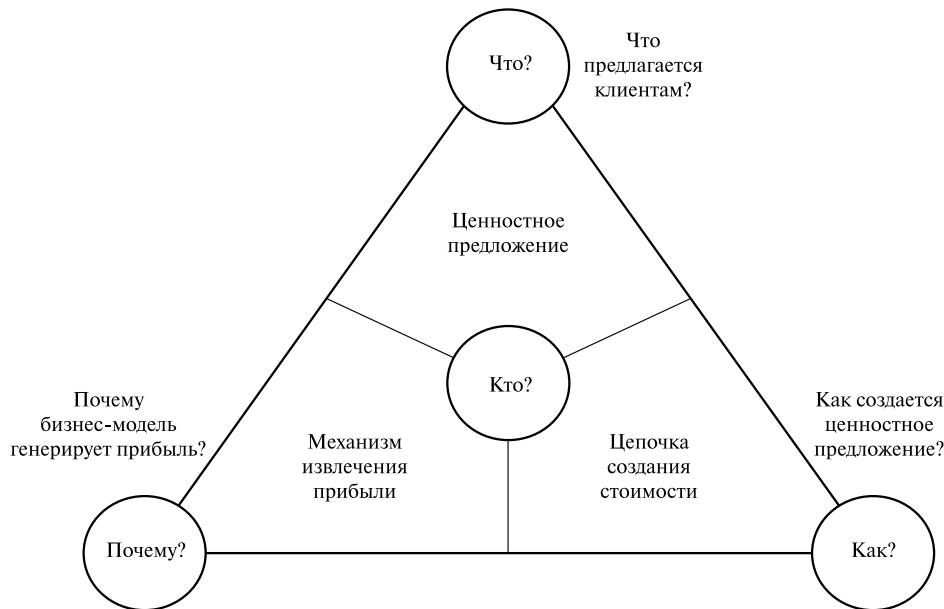 Что?
Что
предлагается
клиентам?
Ценностное
предложение
Кто?
Почему
бизнес-модель
генерирует прибыль?
Как создается
ценностное
предложение?
Механизм
извлечения
прибыли
Цепочка
создания
стоимости
Почему?
Как?